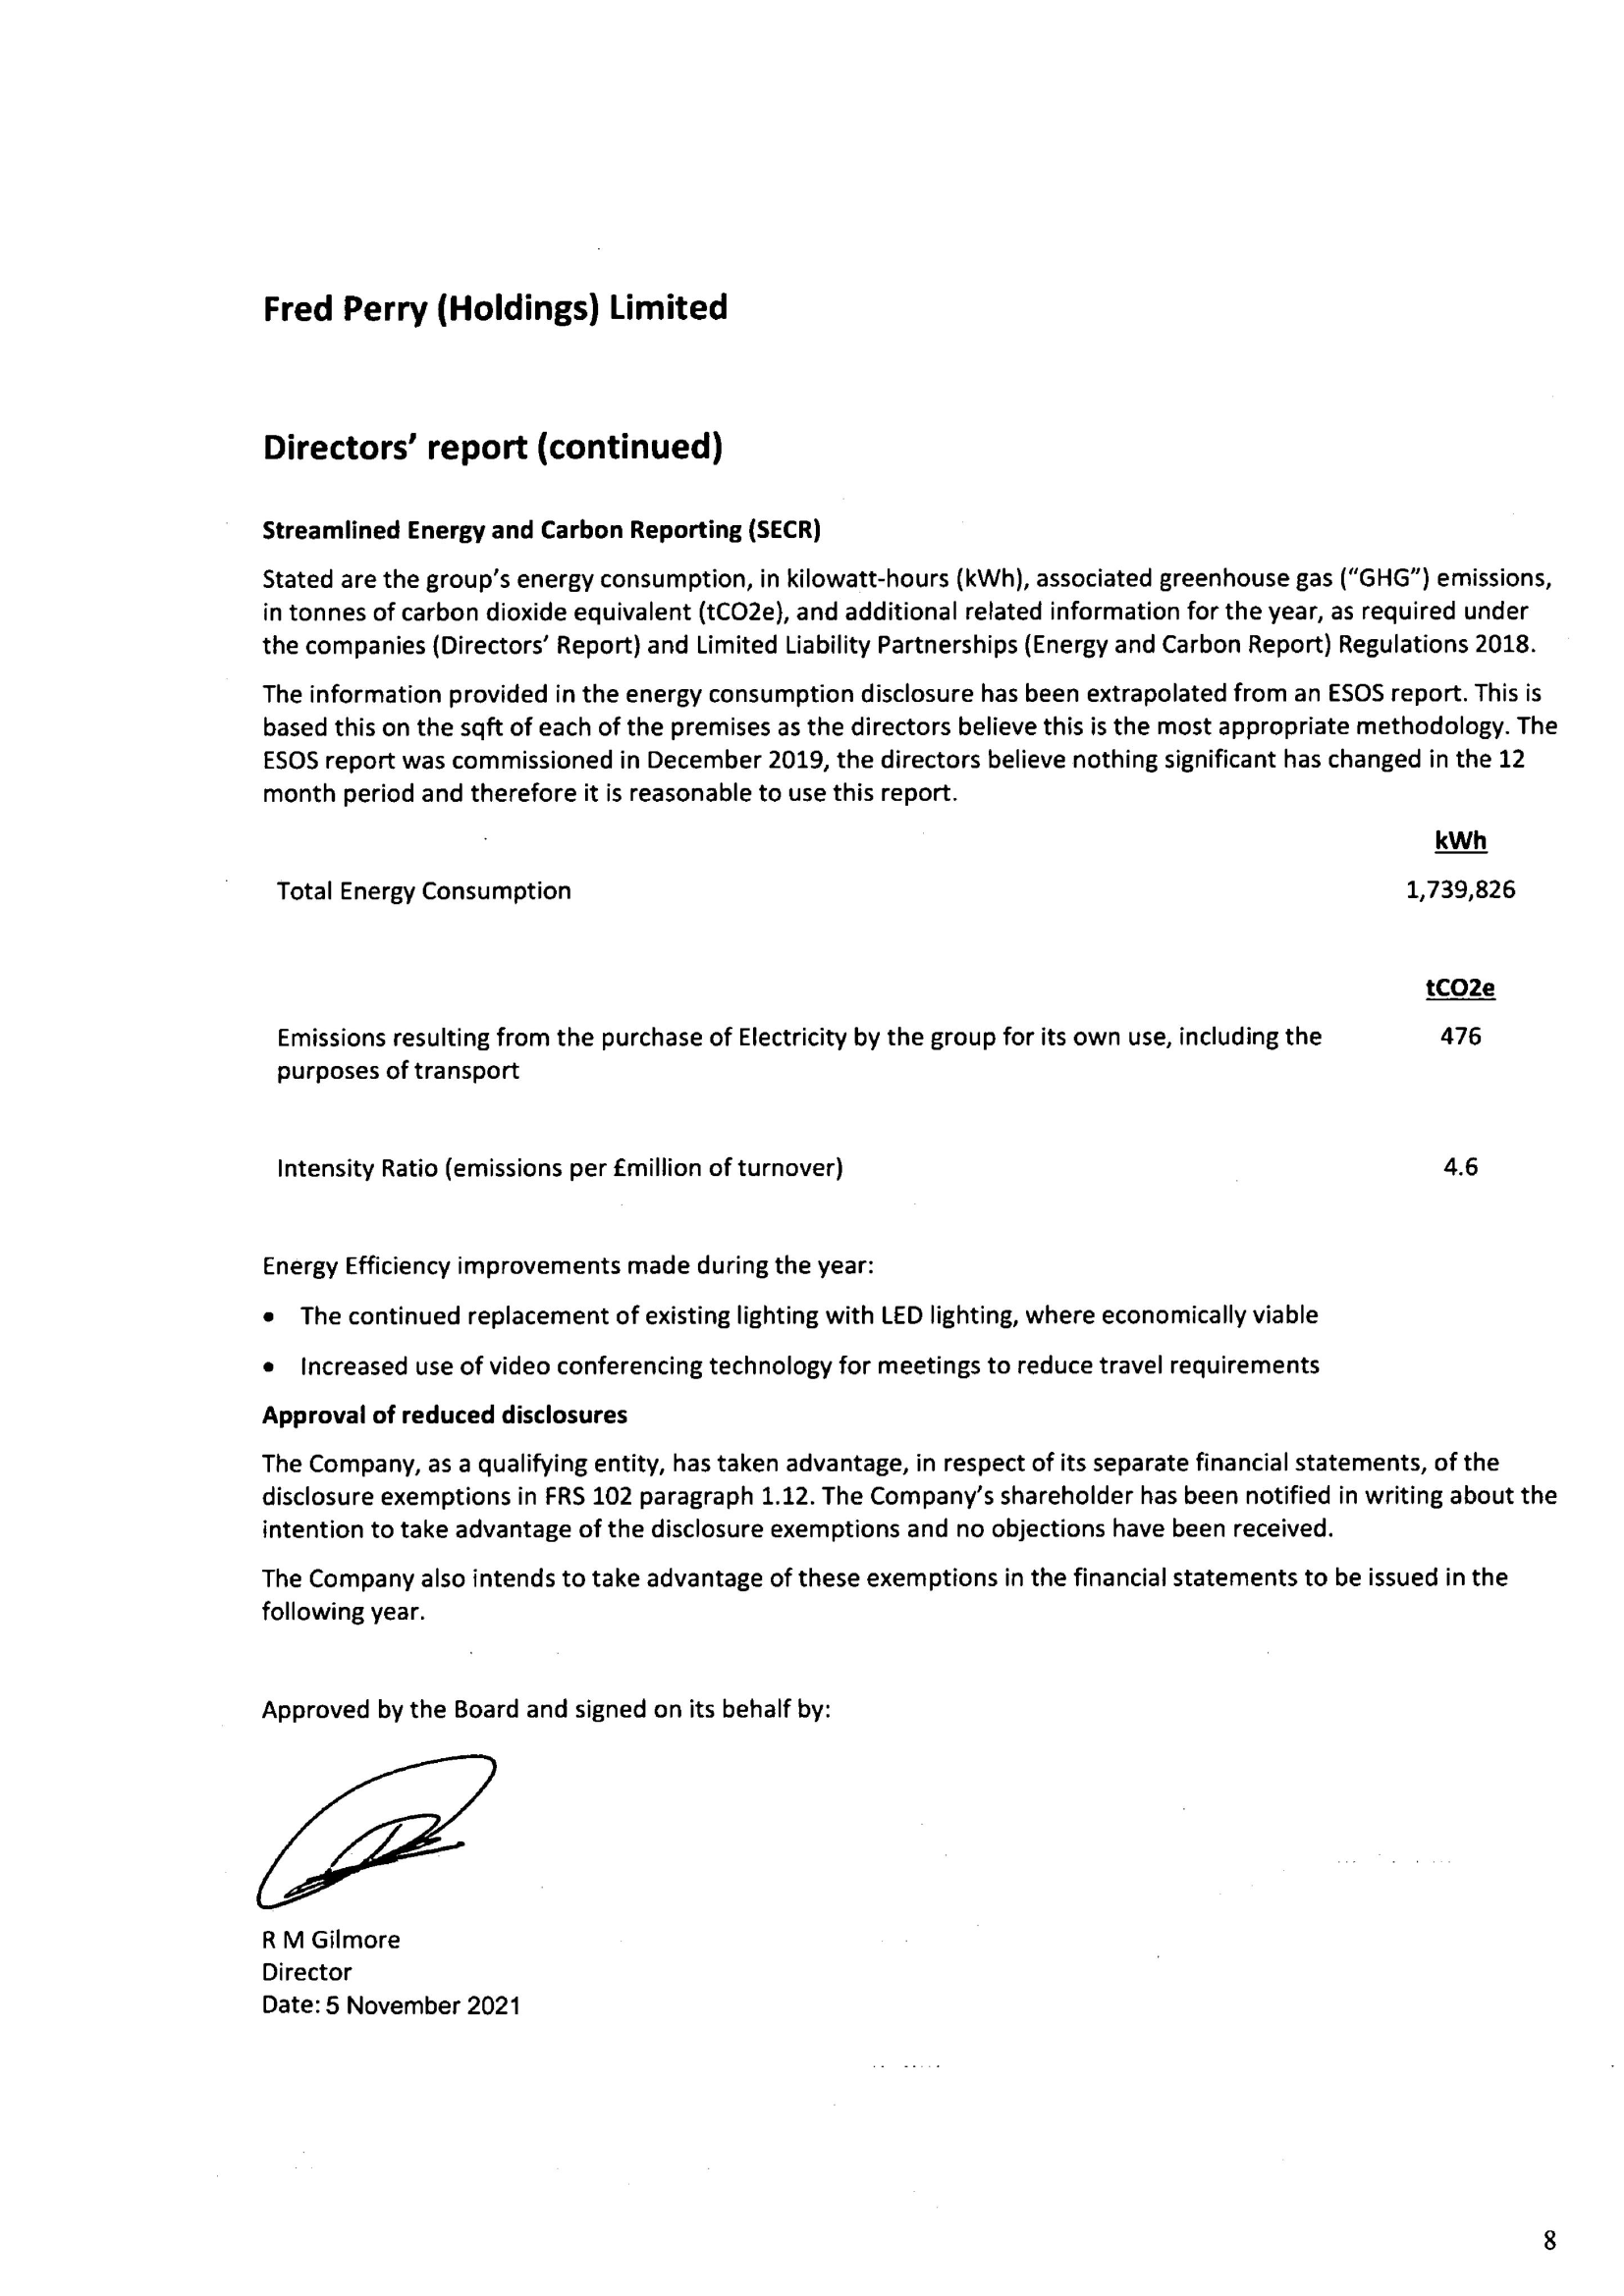 Fred Perry (Holdings) Limited
Directors' report (continued)
Streamlined Energy and Carbon Reporting (SECR)
Stated are the group's energy consumption, in kilowatt-hours (kWh), associated greenhouse gas ("GHG") emissions,
in tonnes of carbon dioxide equivalent (tCO2e), and additional related information for the year, as required under
the companies (Directors' Report) and Limited Liability Partnerships (Energy and Carbon Report) Regulations 2018.
The information provided in the energy consumption disclosure has been extrapolated from an ESOS report. This is
based this on the sqft of each of the premises as the directors believe this is the most appropriate methodology. The
ESOS report was commissioned in December 2019, the directors believe nothing significant has changed in the 12
month period and therefore it is reasonable to use this report.
kWh
Total Energy Consumption 1,739,826
tCO2e
Emissions resulting from the purchase of Electricity by the group for its own use, including the 476
purposes of transport
Intensity Ratio (emissions per £million of turnover) 4.6
Energy Efficiency improvements made during the year:
• The continued replacement of existing lighting with LED lighting, where economically viable
• Increased use of video conferencing technology for meetings to reduce travel requirements
Approval of reduced disclosures
The Company, as a qualifying entity, has taken advantage, in respect of its separate financial statements, of the
disclosure exemptions in FRS 102 paragraph 1.12. The Company's shareholder has been notified in writing about the
intention to take advantage of the disclosure exemptions and no objections have been received.
The Company also intends to take advantage of these exemptions in the financial statements to be issued in the
following year.
Approved by the Board and signed on its behalf by:
R M Gilmore
Director
Date: 5 November 2021
8